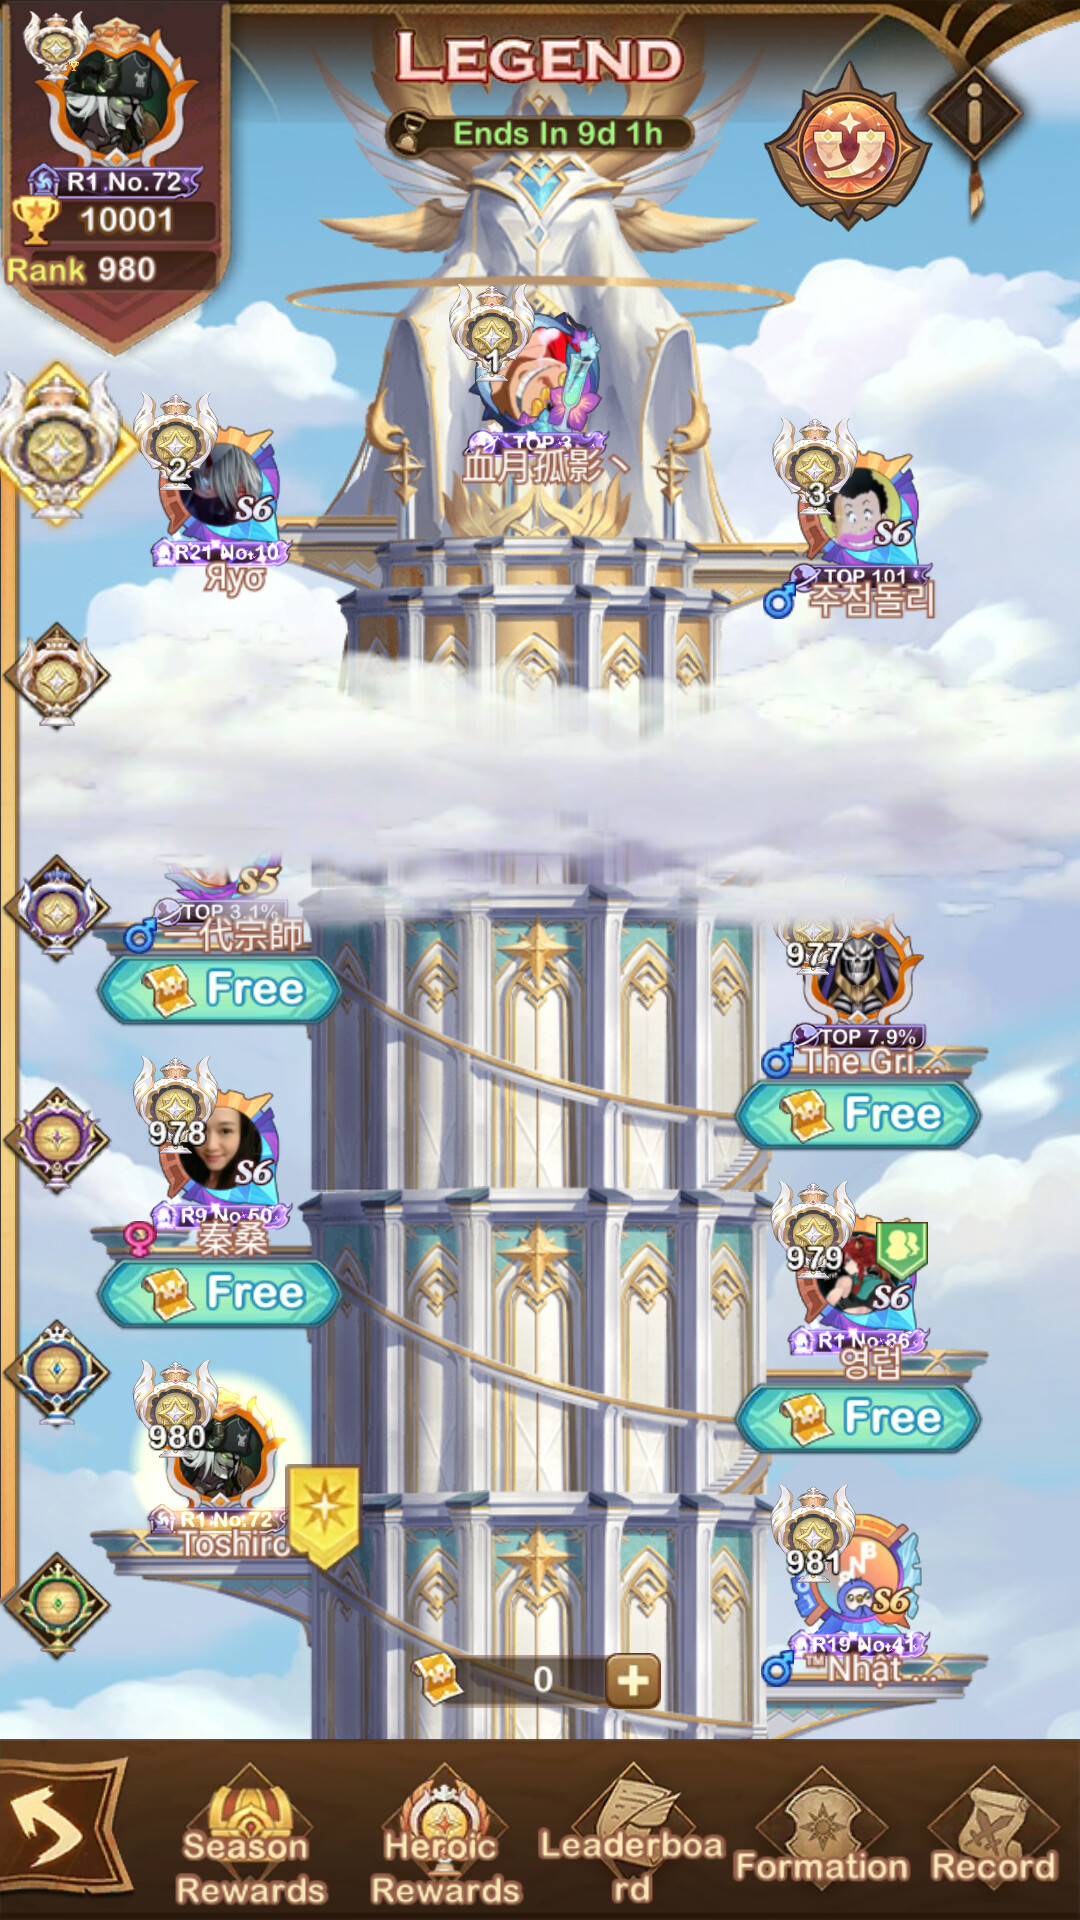 LEGEND
Ends In 9d 1h
R1.No.72
10001
Rank 980
1
TOP 3
血月孤影丶
2
S6
R21 No.10
Яyσ
3
S6
TOP 101
주점돌리
S5
TOP 3.1%
一代宗師
Free
977
TOP 7.9%
The Gri...
Free
978
S6
R9 No.50
秦桑
Free
979
S6
R1 No.36
영럽
Free
980
R1.No.72
Toshiro
981
S6
R19 No.41
™Nhật ...
0
Season
Rewards
Heroic
Rewards
Leaderboa
rd
Formation
Record